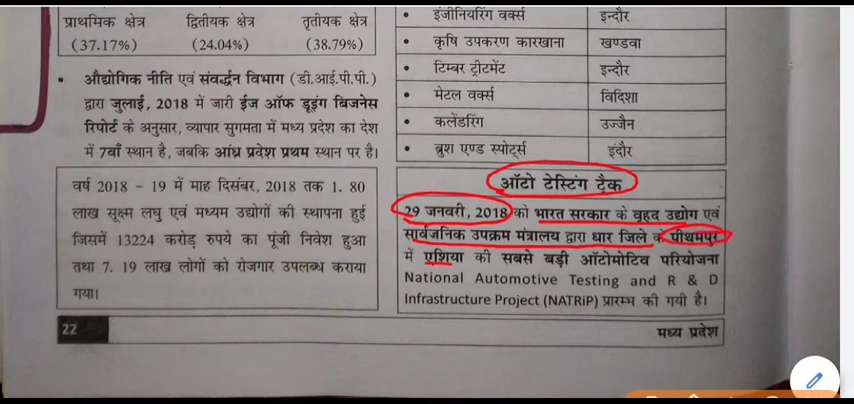 प्राथमिक क्षेत्र द्वितीयक क्षेत्र तृतीयक क्षेत्र
(37.17%) (24.04%) (38.79%)
• औद्योगिक नीति एवं संवर्द्धन विभाग (डी.आई.पी.पी.)
द्वारा जुलाई, 2018 में जारी ईज ऑफ डूइंग बिजनेस
रिपोर्ट के अनुसार, व्यापार सुगमता में मध्य प्रदेश का देश
में 7वाँ स्थान है, जबकि आंध्र प्रदेश प्रथम स्थान पर है।
वर्ष 2018 - 19 में माह दिसंबर, 2018 तक 1. 80
लाख सूक्ष्म लघु एवं मध्यम उद्योगों की स्थापना हुई
जिसमें 13224 करोड़ रुपये का पूंजी निवेश हुआ
तथा 7. 19 लाख लोगों को रोजगार उपलब्ध कराया
गया।
• इंजीनियरिंग वर्क्स इन्दौर
• कृषि उपकरण कारखाना खण्डवा
• टिम्बर ट्रीटमेंट इन्दौर
• मेटल वर्क्स विदिशा
• कलेंडरिंग उज्जैन
• ब्रुश एण्ड स्पोर्ट्स इंदौर
ऑटो टेस्टिंग ट्रैक
29 जनवरी, 2018 को भारत सरकार के वृहद उद्योग एवं
सार्वजनिक उपक्रम मंत्रालय द्वारा धार जिले के पीथमपुर
में एशिया की सबसे बड़ी ऑटोमोटिव परियोजना
National Automotive Testing and R & D
Infrastructure Project (NATRiP) प्रारम्भ की गयी है।
22
मध्य प्रदेश